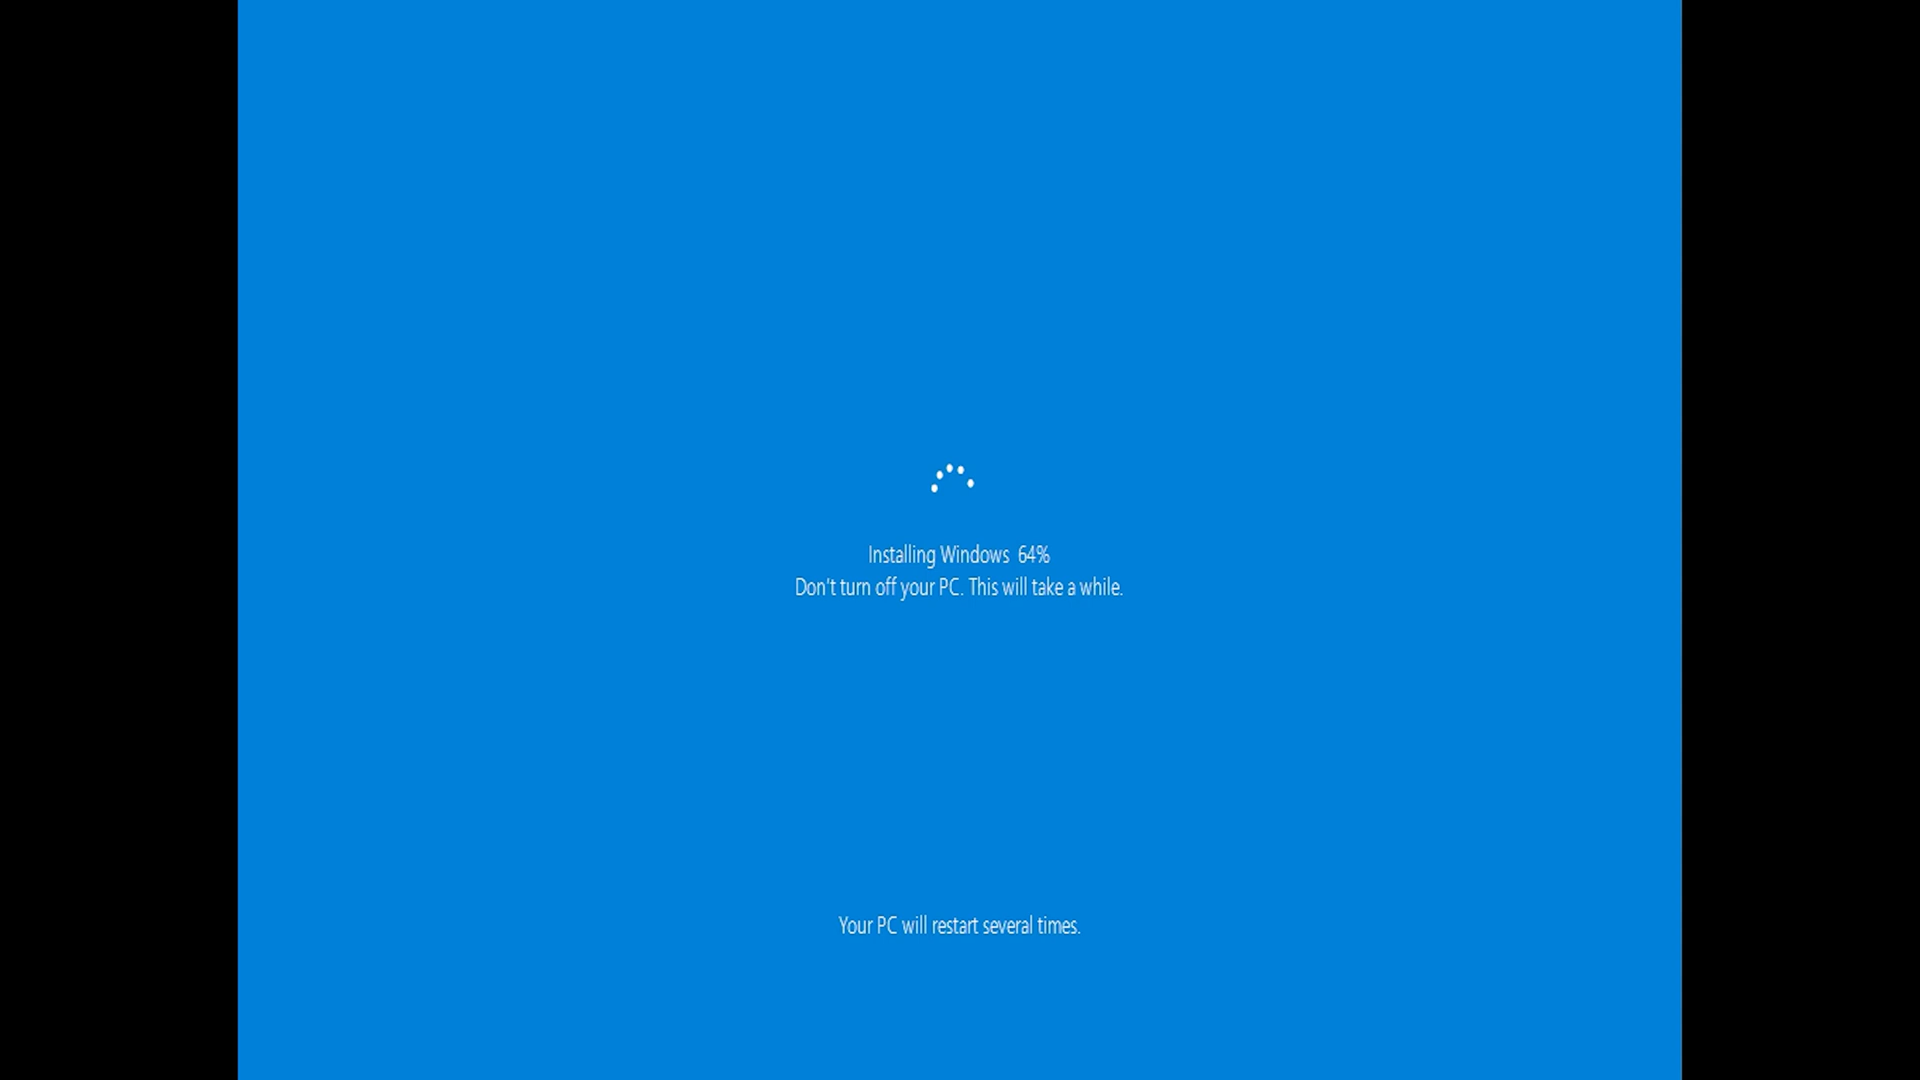 Installing Windows 64%
Don't turn off your PC. This will take a while.
Your PC will restart several times.